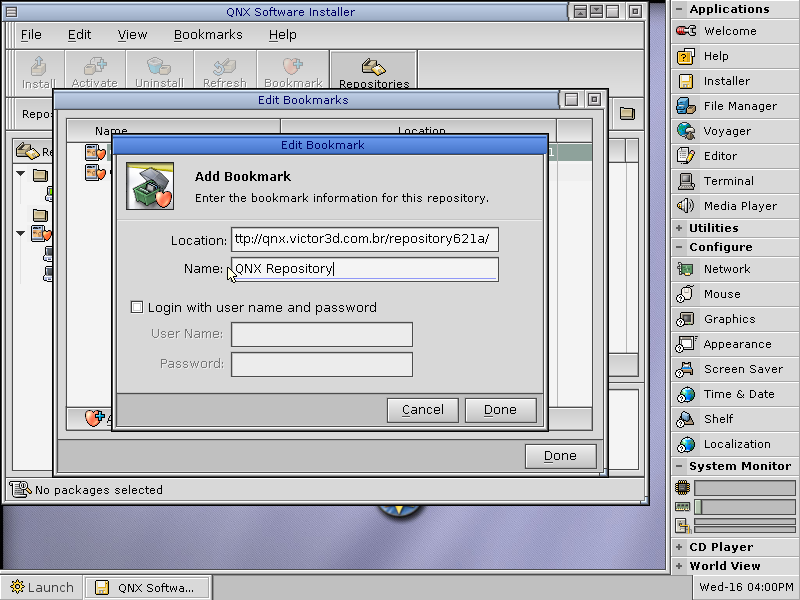 QNX Software Installer
File Edit View Bookmarks Help
Install Activate Uninstall Refresh Bookmark Repositories
Edit Bookmarks
Name Location
Edit Bookmark
Add Bookmark
Enter the bookmark information for this repository.
Location: ttp://qnx.victor3d.com.br/repository621a/
Name: QNX Repository
Login with user name and password
User Name:
Password:
Cancel Done
Done
No packages selected
Applications
Welcome
Help
Installer
File Manager
Voyager
Editor
Terminal
Media Player
Utilities
Configure
Network
Mouse
Graphics
Appearance
Screen Saver
Time & Date
Shelf
Localization
System Monitor
CD Player
World View
Launch QNX Softwa... Wed-16 04:00PM